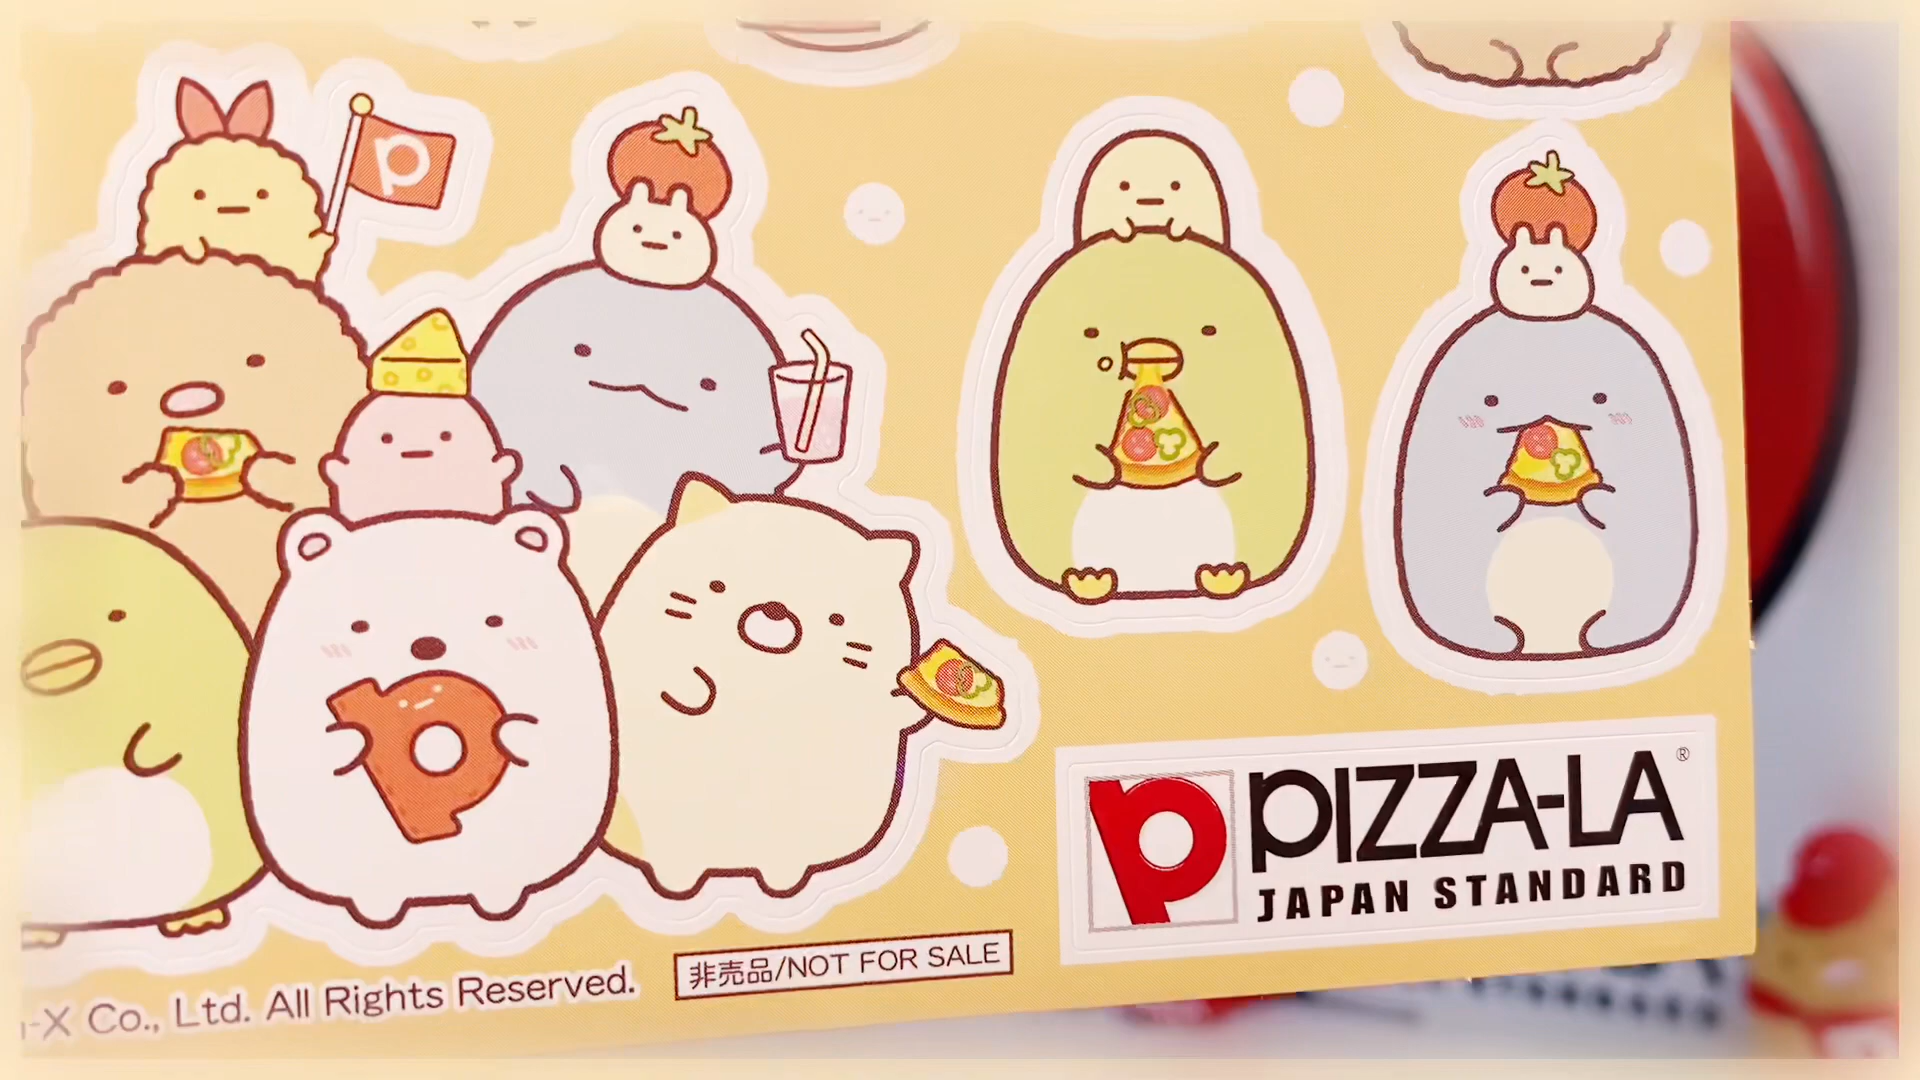 PIZZA-LA®
JAPAN STANDARD
非売品/NOT FOR SALE
-X Co., Ltd. All Rights Reserved.